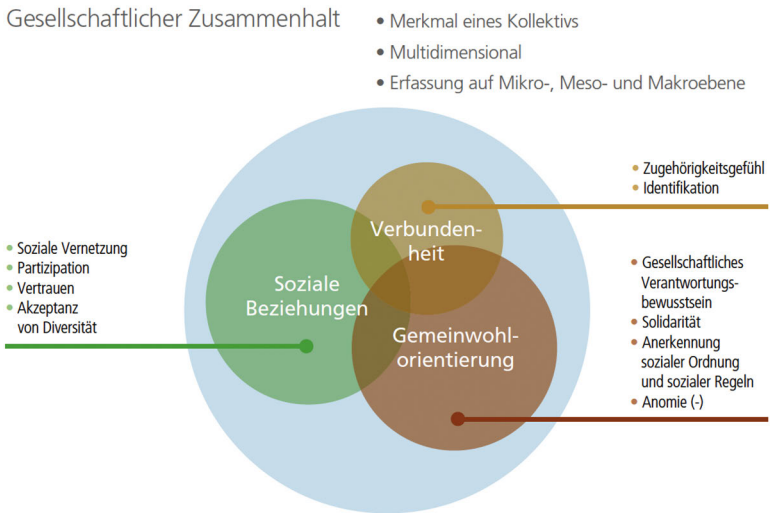 Gesellschaftlicher Zusammenhalt
• Merkmal eines Kollektivs
• Multidimensional
• Erfassung auf Mikro-, Meso- und Makroebene
• Zugehörigkeitsgefühl
• Identifikation
Verbunden-
heit
• Soziale Vernetzung
• Partizipation
• Vertrauen
• Akzeptanz
von Diversität
Soziale
Beziehungen
Gemeinwohl-
orientierung
• Gesellschaftliches
Verantwortungs-
bewusstsein
• Solidarität
• Anerkennung
sozialer Ordnung
und sozialer Regeln
• Anomie (-)